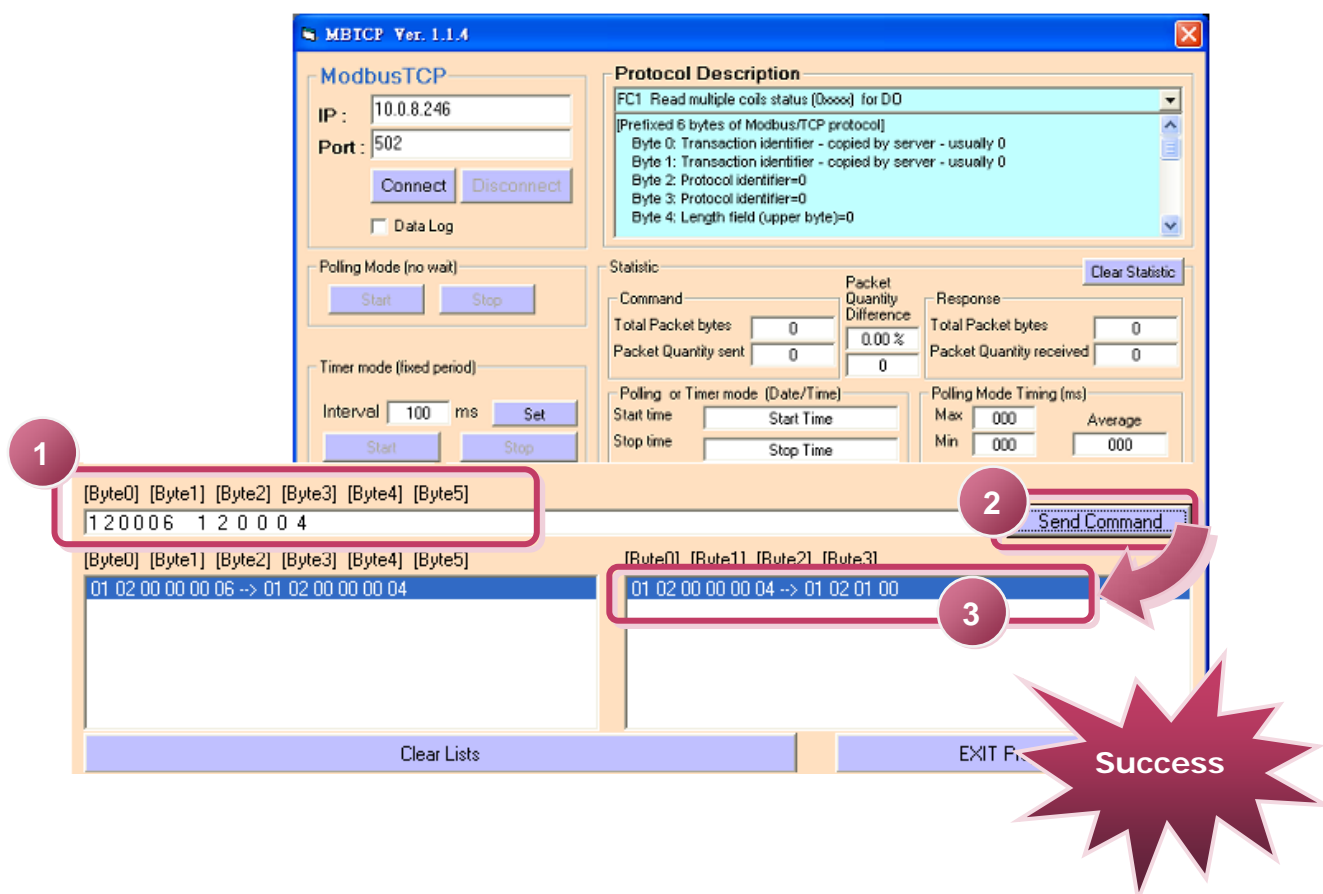 MBTCP Ver. 1.1.4
ModbusTCP
IP : 10.0.8.246
Port : 502
Connect Disconnect
Data Log
Protocol Description
FC1 Read multiple coils status (0xxxx) for DO
[Prefixed 6 bytes of Modbus/TCP protocol]
Byte 0: Transaction identifier - copied by server - usually 0
Byte 1: Transaction identifier - copied by server - usually 0
Byte 2: Protocol identifier=0
Byte 3: Protocol identifier=0
Byte 4: Length field (upper byte)=0
Polling Mode (no wait)
Start Stop
Timer mode (fixed period)
Interval 100 ms Set
Start Stop
Statistic
Clear Statistic
Command
Total Packet bytes 0
Packet Quantity sent 0
Packet
Quantity
Difference
0.00 %
0
Response
Total Packet bytes 0
Packet Quantity received 0
Polling or Timer mode (Date/Time)
Start time Start Time
Stop time Stop Time
Polling Mode Timing (ms)
Max 000 Average
Min 000 000
1
[Byte0] [Byte1] [Byte2] [Byte3] [Byte4] [Byte5]
1 2 0 0 0 6 1 2 0 0 0 4
2
Send Command
[Byte0] [Byte1] [Byte2] [Byte3] [Byte4] [Byte5]
01 02 00 00 00 06 --> 01 02 00 00 00 04
[Byte0] [Byte1] [Byte2] [Byte3]
01 02 00 00 00 04 --> 01 02 01 00
3
Clear Lists
EXIT
Success